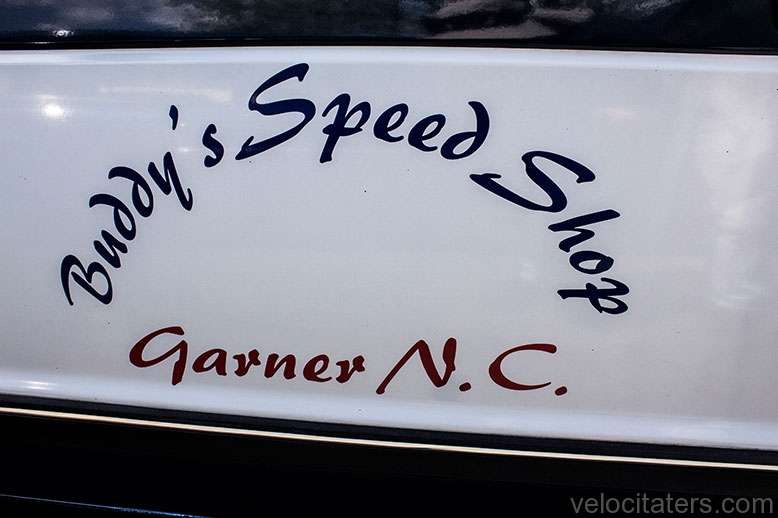 Buddy's Speed Shop
Garner N.C.
velocitaters.com